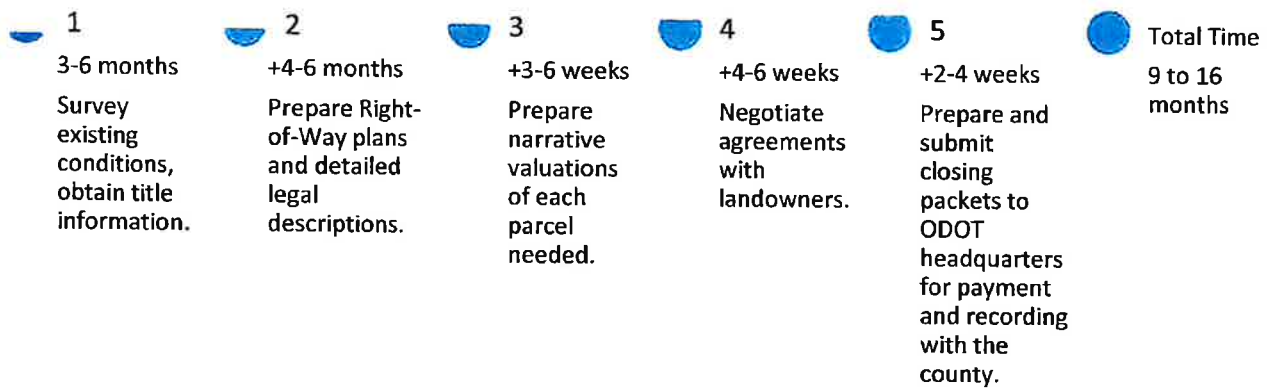 1
3-6 months
Survey
existing
conditions,
obtain title
information.
2
+4-6 months
Prepare Right-
of-Way plans
and detailed
legal
descriptions.
3
+3-6 weeks
Prepare
narrative
valuations
of each
parcel
needed.
4
+4-6 weeks
Negotiate
agreements
with
landowners.
5
+2-4 weeks
Prepare and
submit
closing
packets to
ODOT
headquarters
for payment
and recording
with the
county.
Total Time
9 to 16
months